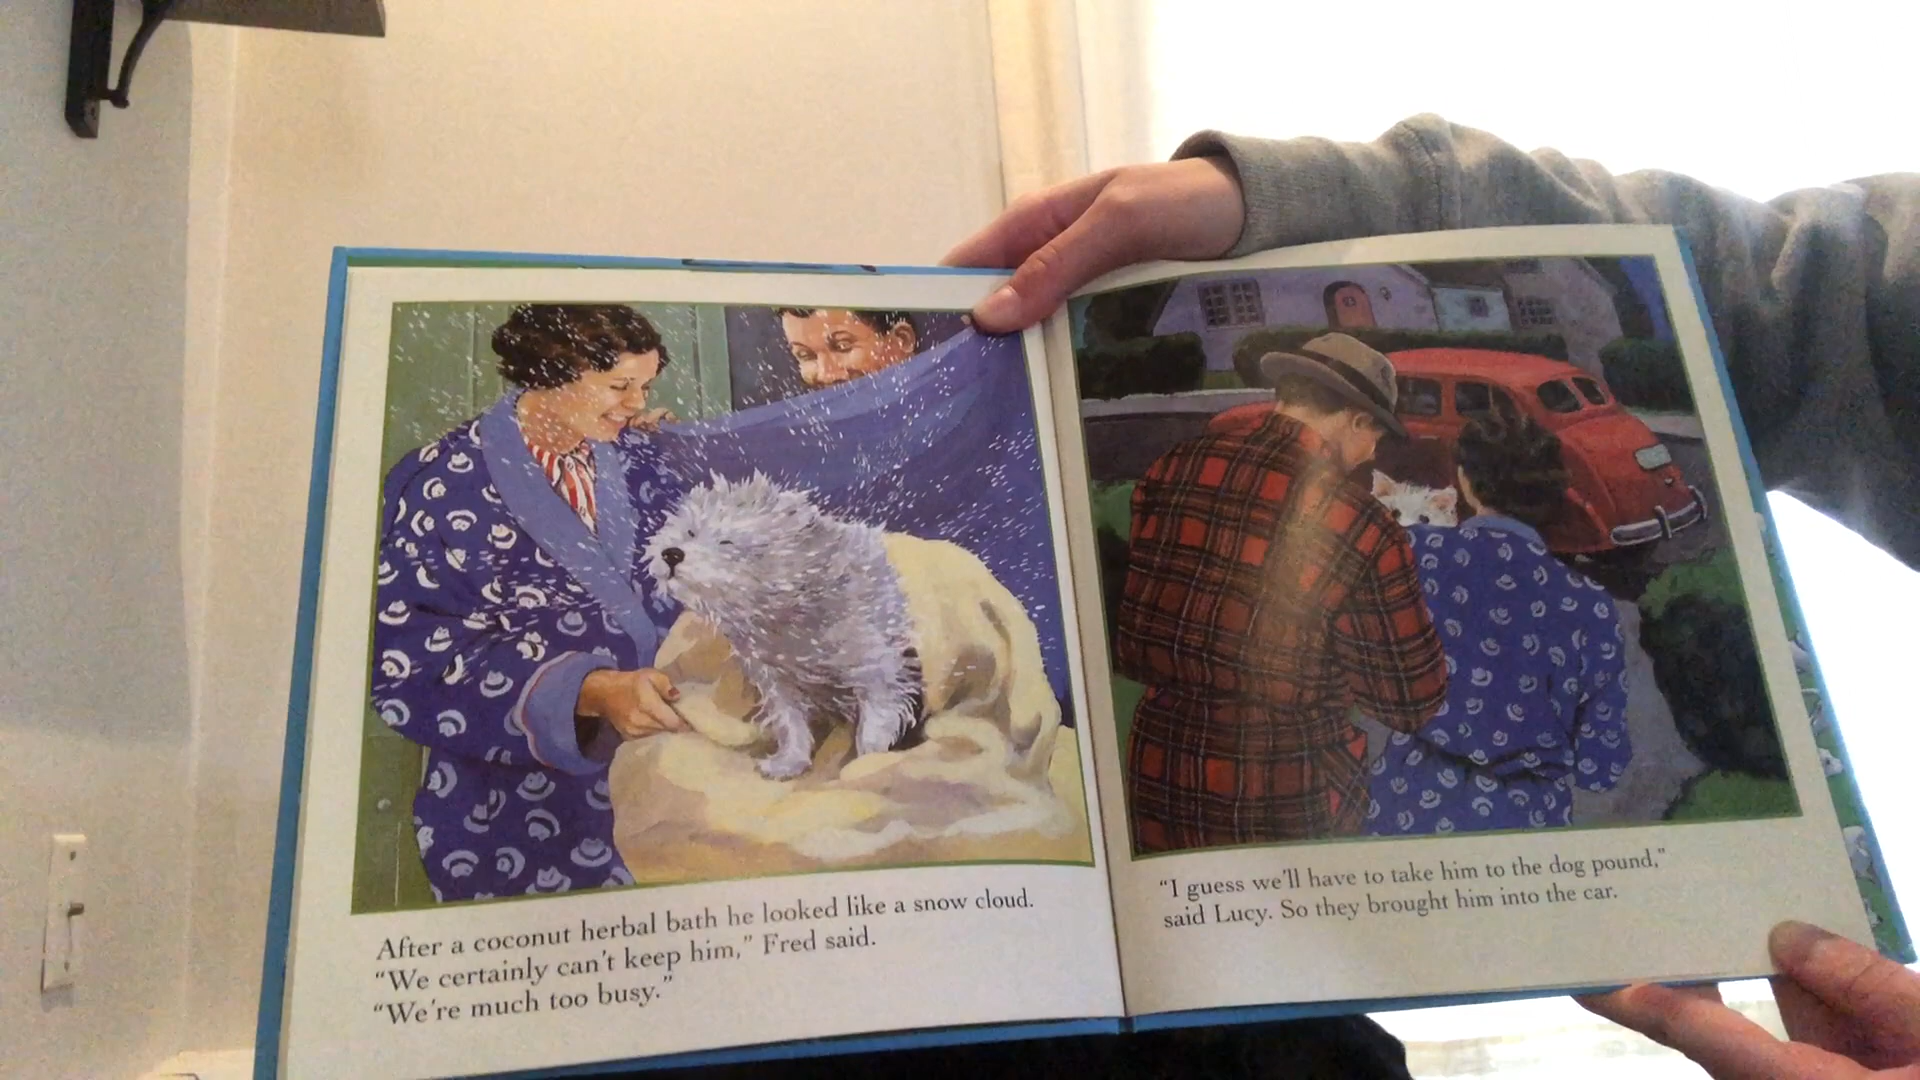 After a coconut herbal bath he looked like a snow cloud.
“We certainly can’t keep him,” Fred said.
“We’re much too busy.”
“I guess we’ll have to take him to the dog pound,”
said Lucy. So they brought him into the car.